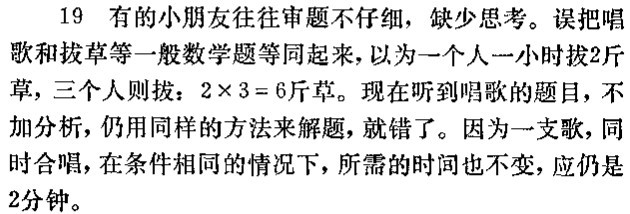 19 有的小朋友往往审题不仔细，缺少思考。误把唱
歌和拔草等一般数学题等同起来，以为一个人一小时拔2斤
草，三个人则拔：2×3=6斤草。现在听到唱歌的题目，不
加分析，仍用同样的方法来解题，就错了。因为一支歌，同
时合唱，在条件相同的情况下，所需的时间也不变，应仍是
2分钟。